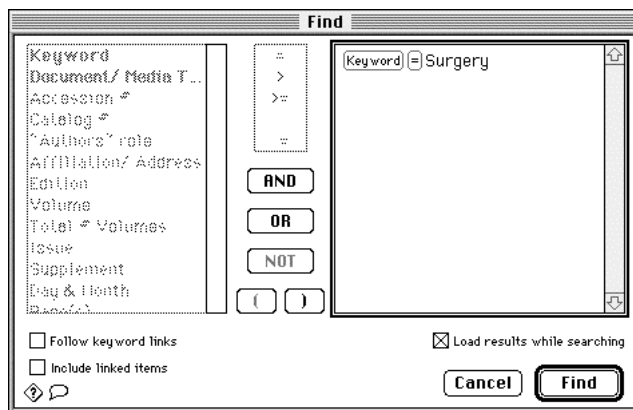 Find
Keyword
Document/ Media T...
Accession #
Catalog #
"Authors" role
Affiliation/ Address
Edition
Volume
Total # Volumes
Issue
Supplement
Day & Month
=
>
>=
=
AND
OR
NOT
(
)
Keyword = Surgery
Follow keyword links
Include linked items
Load results while searching
?
Cancel
Find